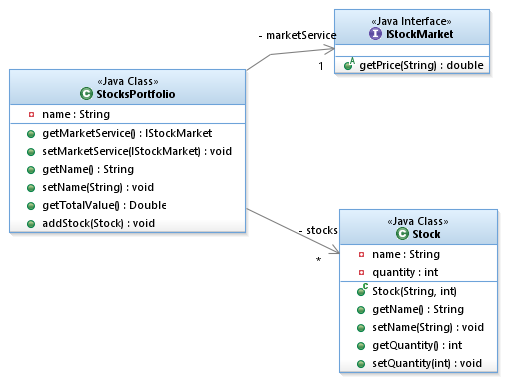 - marketService
1
«Java Interface»
I IStockMarket
A getPrice(String) : double
«Java Class»
C StocksPortfolio
name : String
getMarketService() : IStockMarket
setMarketService(IStockMarket) : void
getName() : String
setName(String) : void
getTotalValue() : Double
addStock(Stock) : void
- stocks
*
«Java Class»
C Stock
name : String
quantity : int
C Stock(String, int)
getName() : String
setName(String) : void
getQuantity() : int
setQuantity(int) : void